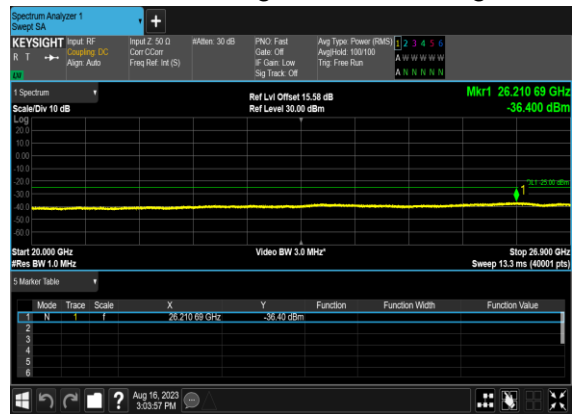 Spectrum Analyzer 1
Swept SA
KEYSIGHT Input: RF Input Z: 50 Ω #Atten: 30 dB PNO: Fast Avg Type: Power (RMS) 1 2 3 4 5 6
R T Coupling: DC Corr CCorr Gate: Off Avg|Hold: 100/100 A W W W W W
Align: Auto Freq Ref: Int (S) IF Gain: Low Trig: Free Run
Sig Track: Off A N N N N N
1 Spectrum Ref Lvl Offset 15.58 dB Mkr1 26.210 69 GHz
Scale/Div 10 dB Ref Level 30.00 dBm -36.400 dBm
Log
20.0
10.0
0.00
-10.0
-20.0
-30.0
-40.0
-50.0
-60.0
1
Start 20.000 GHz Video BW 3.0 MHz* Stop 26.900 GHz
#Res BW 1.0 MHz Sweep 13.3 ms (40001 pts)
5 Marker Table
Mode Trace Scale X Y Function Function Width Function Value
1 N 1 f 26.210 69 GHz -36.40 dBm
2
3
4
5
6
? Aug 16, 2023
3:03:57 PM